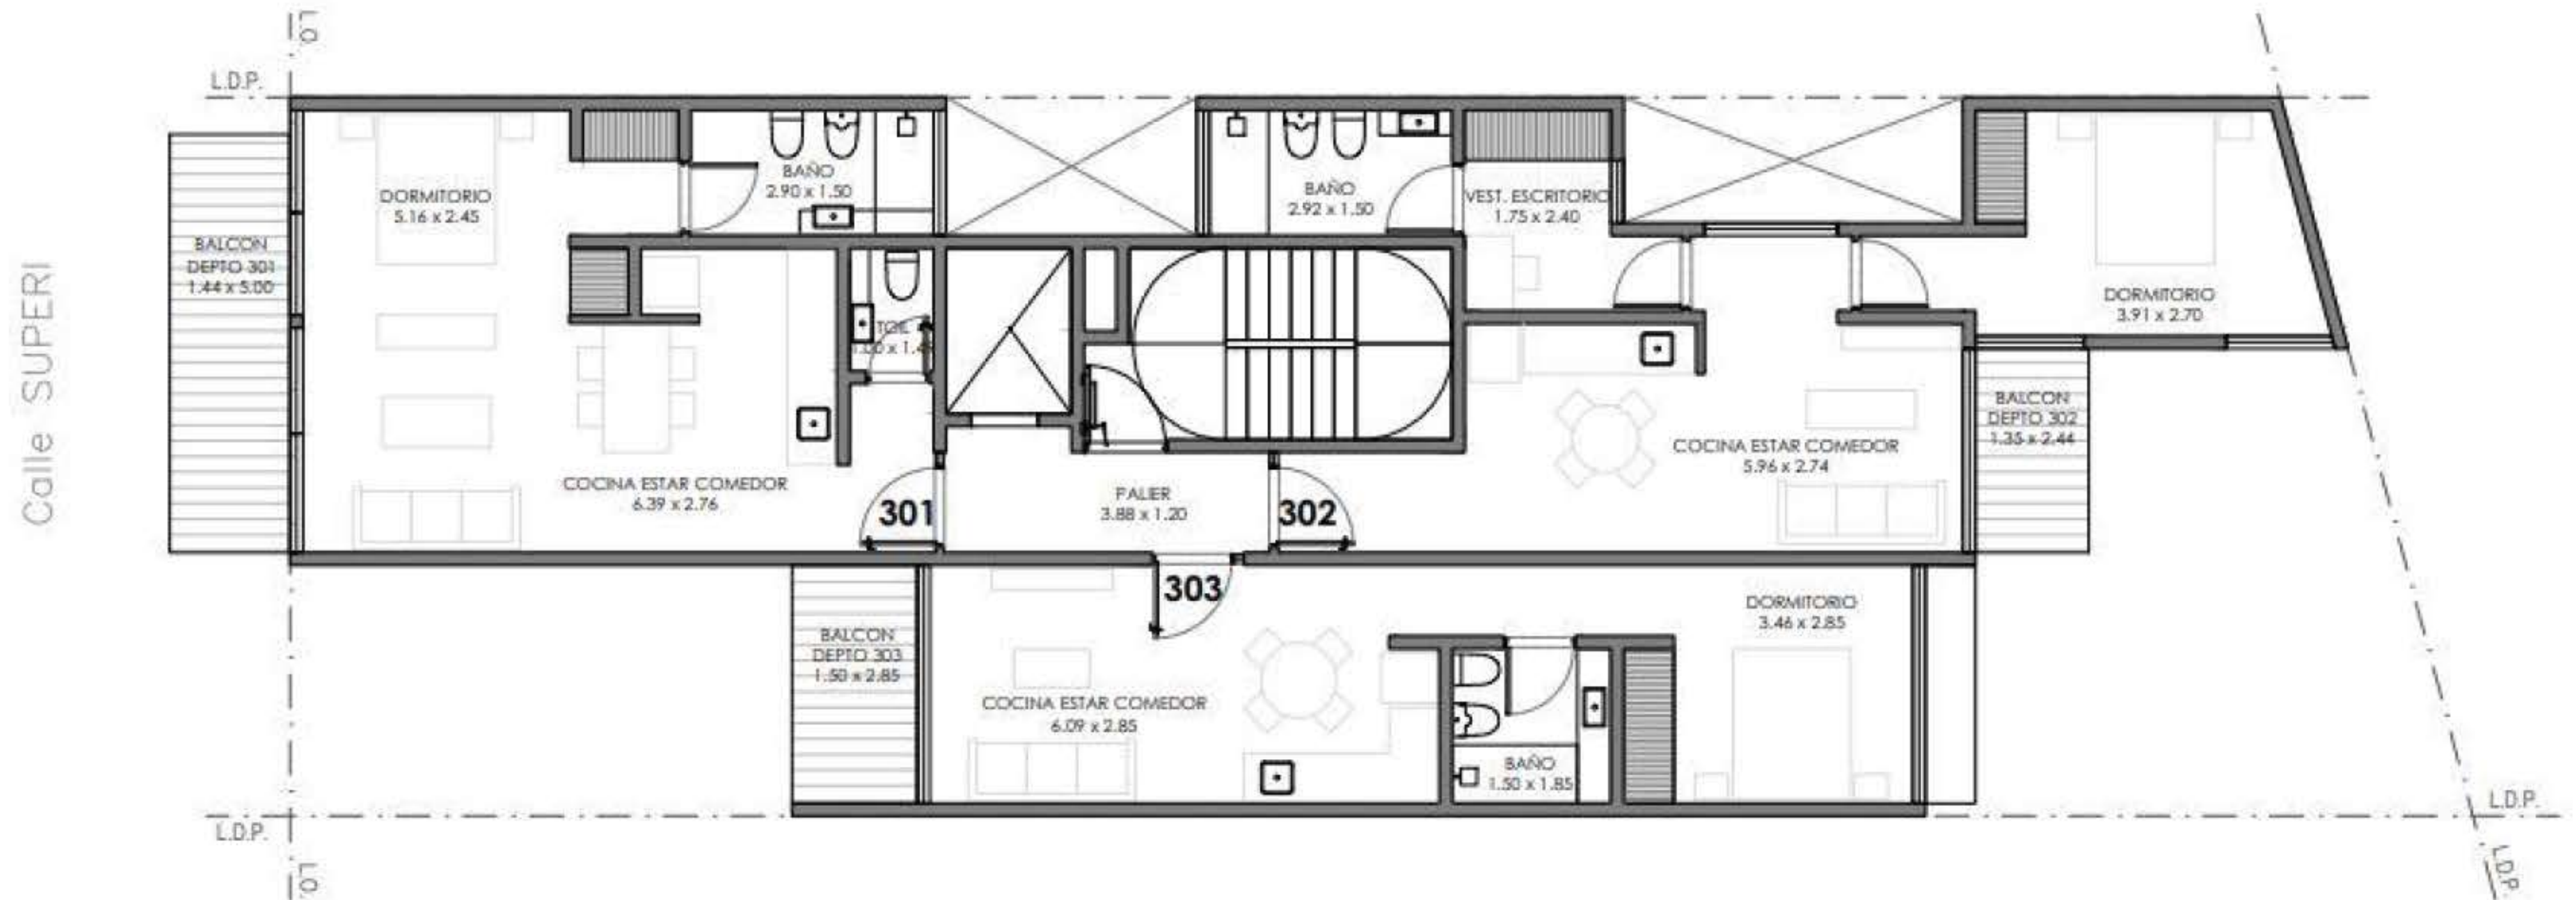 L.O.
L.D.P.
Calle SUPERI
BALCON
DEPTO 301
1.44 x 5.00
DORMITORIO
5.16 x 2.45
BAÑO
2.90 x 1.50
BAÑO
2.92 x 1.50
VEST. ESCRITORIO
1.75 x 2.40
DORMITORIO
3.91 x 2.70
COCINA ESTAR COMEDOR
6.39 x 2.76
301
PALIER
3.88 x 1.20
302
COCINA ESTAR COMEDOR
5.96 x 2.74
BALCON
DEPTO 302
1.35 x 2.44
303
BALCON
DEPTO 303
1.50 x 2.85
COCINA ESTAR COMEDOR
6.09 x 2.85
BAÑO
1.50 x 1.85
DORMITORIO
3.46 x 2.85
L.D.P.
L.O.
L.D.P.
L.D.P.